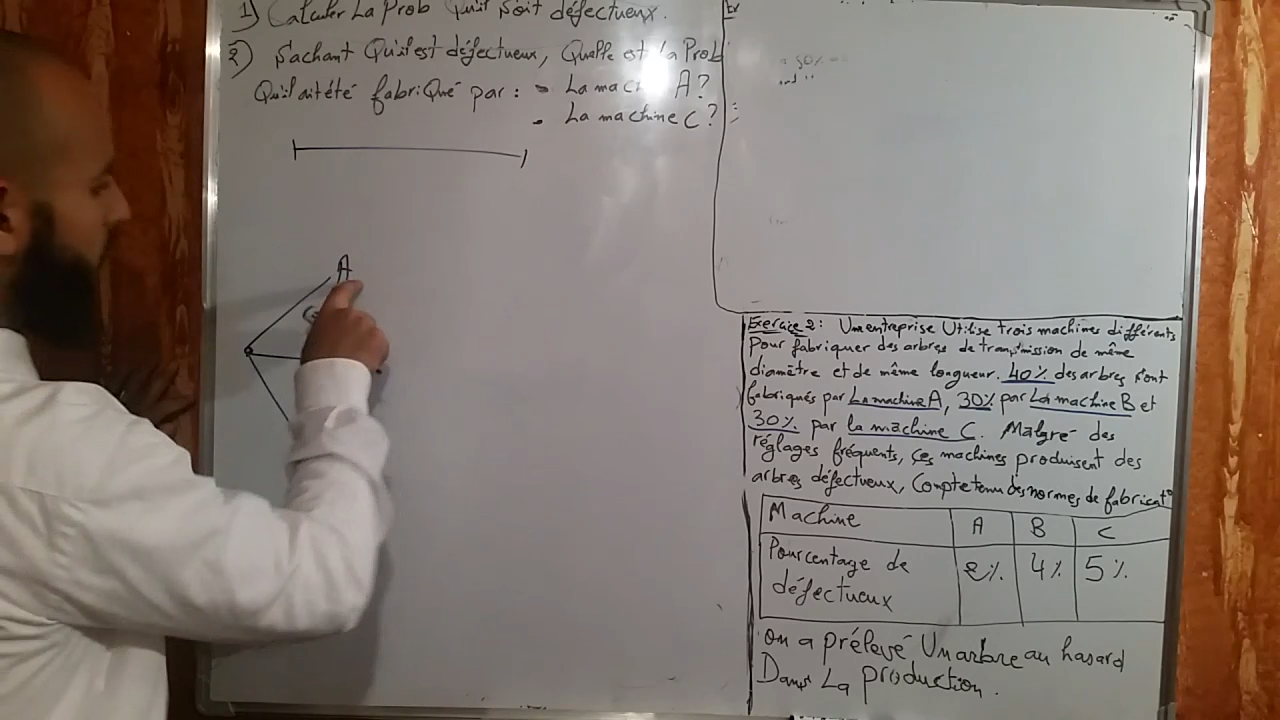 1) Calculer La Prob Qu'il soit défectueux.
2) Sachant Qu'il est défectueux, Quelle est la Prob
Qu'il ait été fabriqué par : - La mach A?
- La machine C?
A
Exercice 2: Une entreprise Utilise trois machines différents
Pour fabriquer des arbres de transmission de même
diamètre et de même longueur. 40% des arbres sont
fabriqués par La machine A, 30% par La machine B et
30% par la machine C. Malgré des
réglages fréquents, ces machines produisent des
arbres défectueux, Compte tenu des normes de fabricat°
Machine A B C
Pourcentage de 2% 4% 5%
défectueux
on a prélevé Un arbre au hasard
Dans La production.